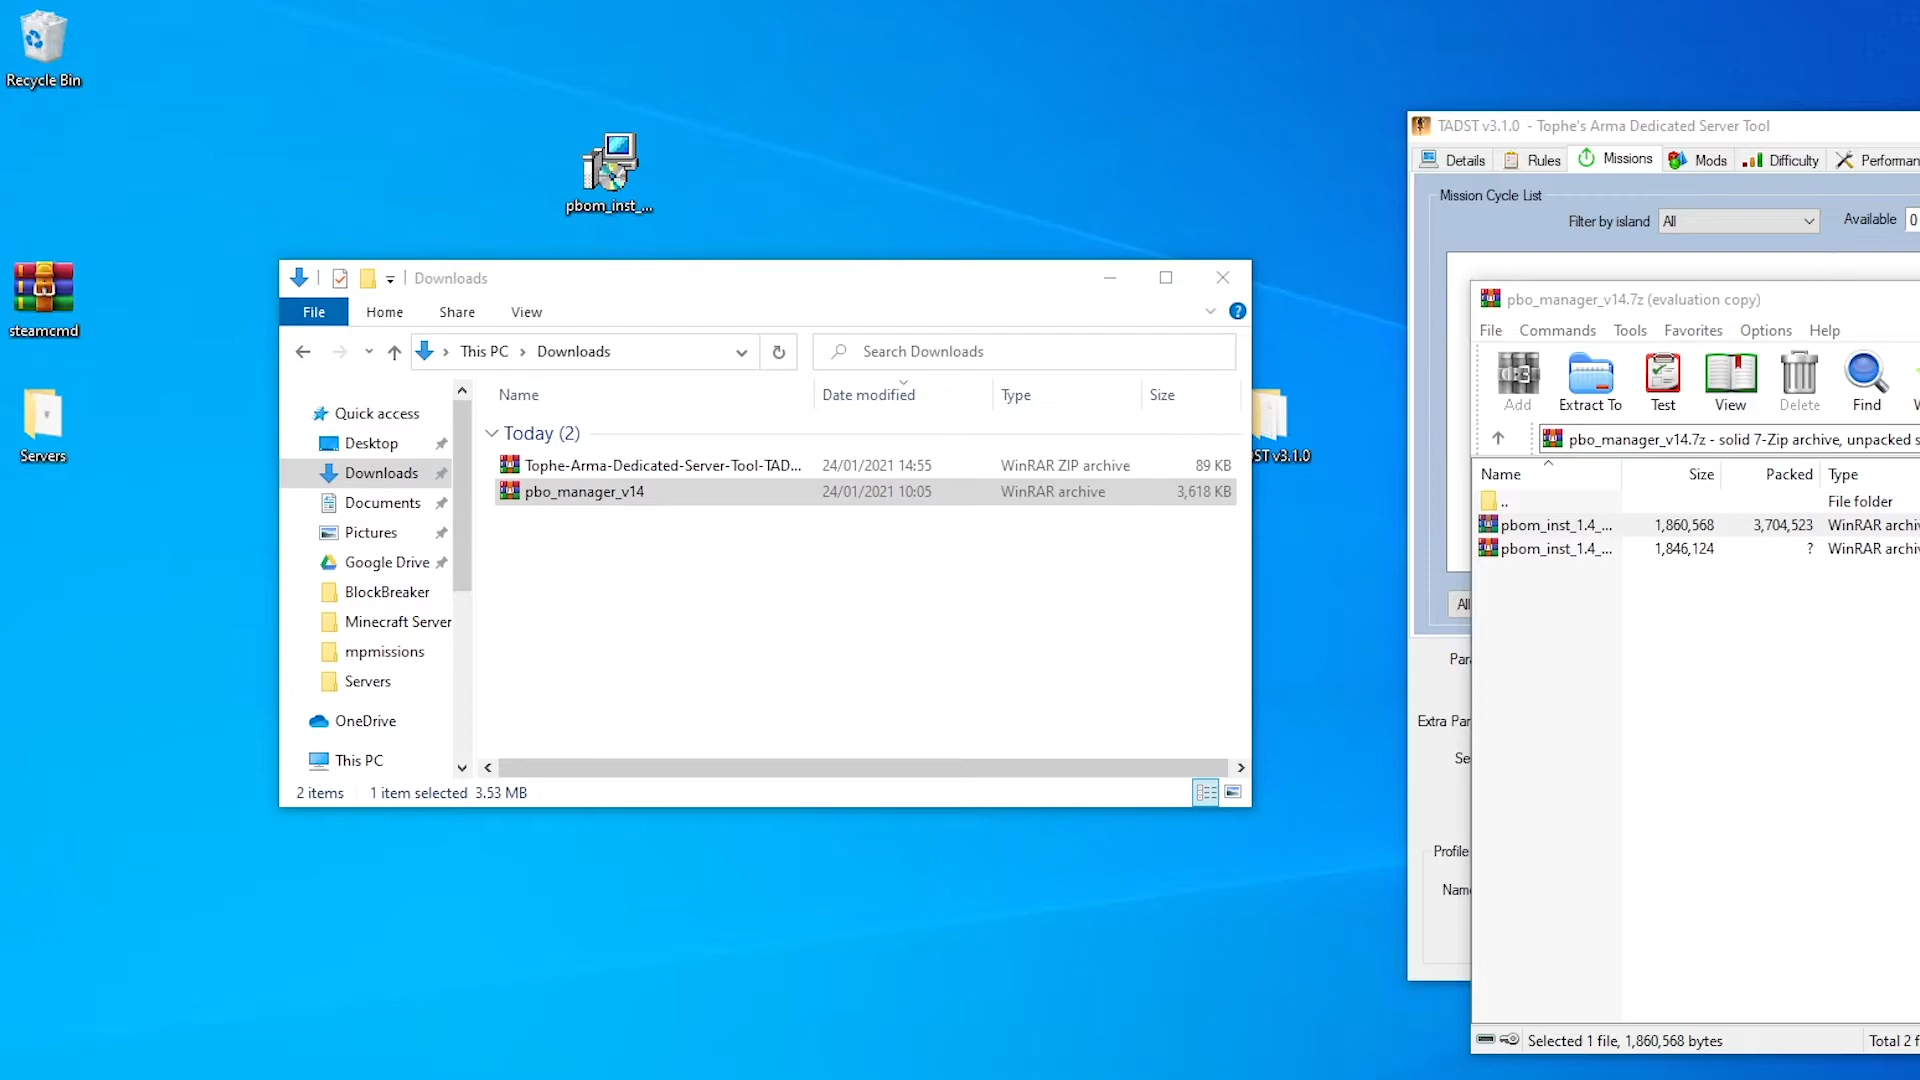 Recycle Bin
pbom_inst_...
steamcmd
Servers
Downloads
File Home Share View
This PC > Downloads
Search Downloads
Name Date modified Type Size
Today (2)
Tophe-Arma-Dedicated-Server-Tool-TAD... 24/01/2021 14:55 WinRAR ZIP archive 89 KB
pbo_manager_v14 24/01/2021 10:05 WinRAR archive 3,618 KB
Quick access
Desktop
Downloads
Documents
Pictures
Google Drive
BlockBreaker
Minecraft Server
mpmissions
Servers
OneDrive
This PC
2 items 1 item selected 3.53 MB
ST v3.1.0
TADST v3.1.0 - Tophe's Arma Dedicated Server Tool
Details Rules Missions Mods Difficulty Performan
Mission Cycle List
Filter by island All Available 0
All
Para
Extra Par
Se
Profile
Name
pbo_manager_v14.7z (evaluation copy)
File Commands Tools Favorites Options Help
Add Extract To Test View Delete Find
pbo_manager_v14.7z - solid 7-Zip archive, unpacked s
Name Size Packed Type
.. File folder
pbom_inst_1.4_... 1,860,568 3,704,523 WinRAR archiv
pbom_inst_1.4_... 1,846,124 ? WinRAR archiv
Selected 1 file, 1,860,568 bytes
Total 2 f